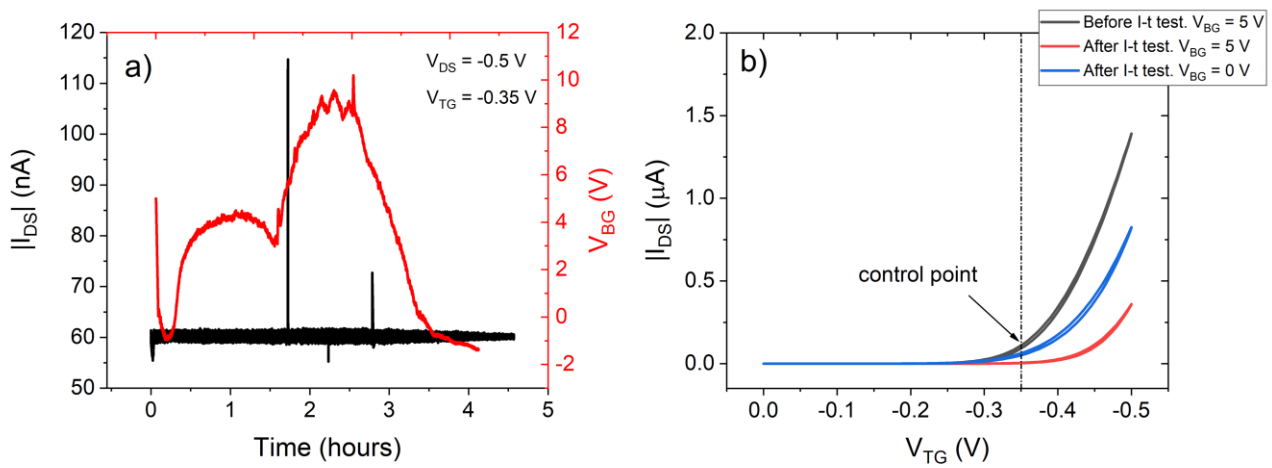 a)
V_DS = -0.5 V
V_TG = -0.35 V
120
110
100
90
80
70
60
50
|I_DS| (nA)
12
10
8
6
4
2
0
-2
V_BG (V)
0 1 2 3 4 5
Time (hours)
b)
Before I-t test. V_BG = 5 V
After I-t test. V_BG = 5 V
After I-t test. V_BG = 0 V
2.0
1.5
1.0
0.5
0.0
|I_DS| (μA)
control point
0.0 -0.1 -0.2 -0.3 -0.4 -0.5
V_TG (V)